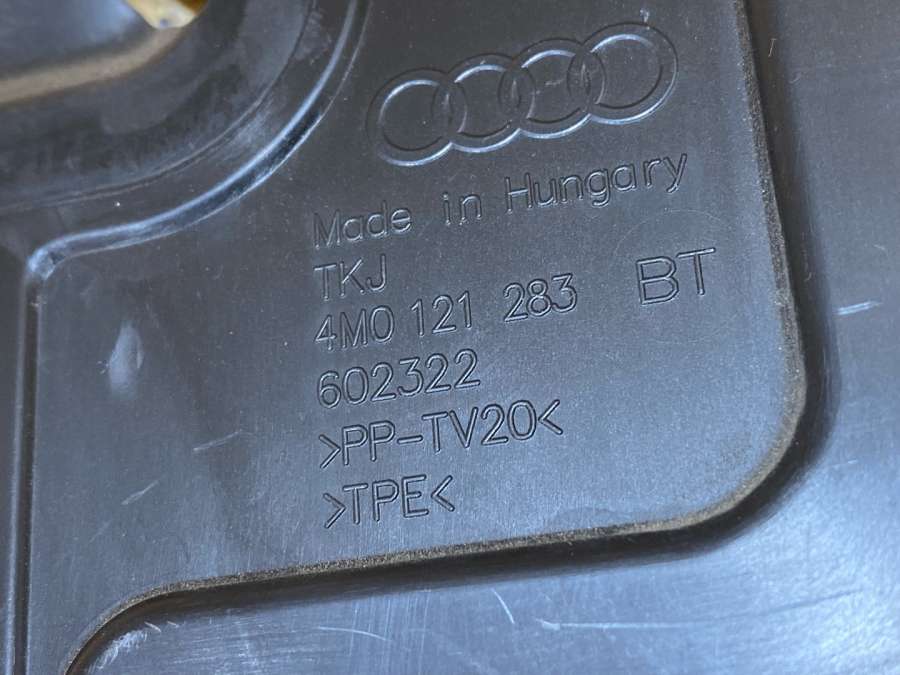 Made in Hungary
TKJ
4M0 121 283 BT
602322
>PP-TV20<
>TPE<